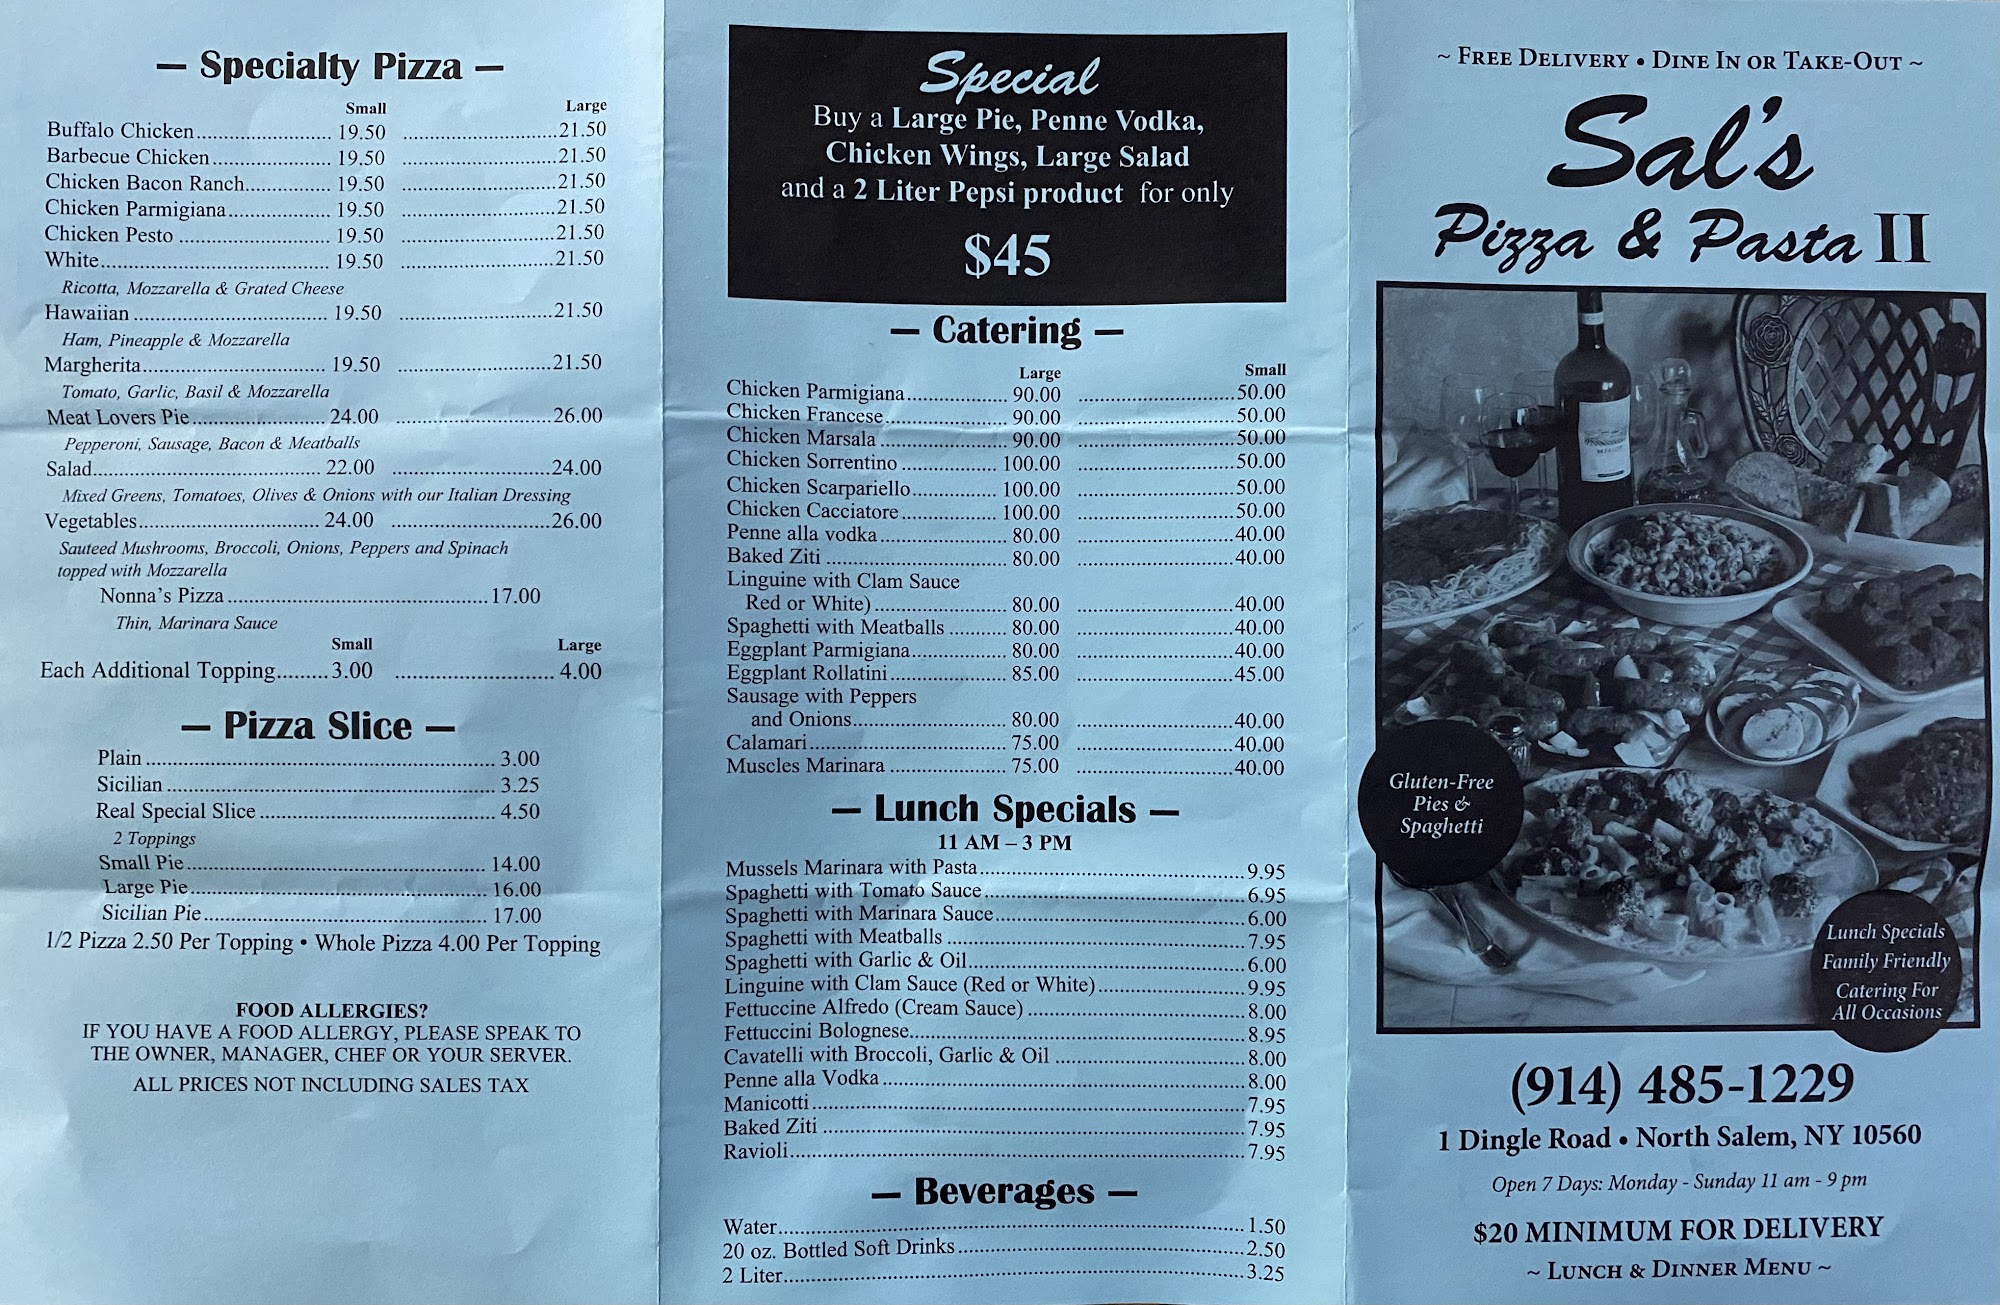 — Specialty Pizza —
Small Large
Buffalo Chicken 19.50 21.50
Barbecue Chicken 19.50 21.50
Chicken Bacon Ranch 19.50 21.50
Chicken Parmigiana 19.50 21.50
Chicken Pesto 19.50 21.50
White 19.50 21.50
Ricotta, Mozzarella & Grated Cheese
Hawaiian 19.50 21.50
Ham, Pineapple & Mozzarella
Margherita 19.50 21.50
Tomato, Garlic, Basil & Mozzarella
Meat Lovers Pie 24.00 26.00
Pepperoni, Sausage, Bacon & Meatballs
Salad 22.00 24.00
Mixed Greens, Tomatoes, Olives & Onions with our Italian Dressing
Vegetables 24.00 26.00
Sauteed Mushrooms, Broccoli, Onions, Peppers and Spinach
topped with Mozzarella
Nonna's Pizza 17.00
Thin, Marinara Sauce
Small Large
Each Additional Topping 3.00 4.00
— Pizza Slice —
Plain 3.00
Sicilian 3.25
Real Special Slice 4.50
2 Toppings
Small Pie 14.00
Large Pie 16.00
Sicilian Pie 17.00
1/2 Pizza 2.50 Per Topping • Whole Pizza 4.00 Per Topping
FOOD ALLERGIES?
IF YOU HAVE A FOOD ALLERGY, PLEASE SPEAK TO
THE OWNER, MANAGER, CHEF OR YOUR SERVER.
ALL PRICES NOT INCLUDING SALES TAX
Special
Buy a Large Pie, Penne Vodka,
Chicken Wings, Large Salad
and a 2 Liter Pepsi product for only
$45
— Catering —
Large Small
Chicken Parmigiana 90.00 50.00
Chicken Francese 90.00 50.00
Chicken Marsala 90.00 50.00
Chicken Sorrentino 100.00 50.00
Chicken Scarpariello 100.00 50.00
Chicken Cacciatore 100.00 50.00
Penne alla vodka 80.00 40.00
Baked Ziti 80.00 40.00
Linguine with Clam Sauce
Red or White) 80.00 40.00
Spaghetti with Meatballs 80.00 40.00
Eggplant Parmigiana 80.00 40.00
Eggplant Rollatini 85.00 45.00
Sausage with Peppers
and Onions 80.00 40.00
Calamari 75.00 40.00
Muscles Marinara 75.00 40.00
— Lunch Specials —
11 AM – 3 PM
Mussels Marinara with Pasta 9.95
Spaghetti with Tomato Sauce 6.95
Spaghetti with Marinara Sauce 6.00
Spaghetti with Meatballs 7.95
Spaghetti with Garlic & Oil 6.00
Linguine with Clam Sauce (Red or White) 9.95
Fettuccine Alfredo (Cream Sauce) 8.00
Fettuccini Bolognese 8.95
Cavatelli with Broccoli, Garlic & Oil 8.00
Penne alla Vodka 8.00
Manicotti 7.95
Baked Ziti 7.95
Ravioli 7.95
— Beverages —
Water 1.50
20 oz. Bottled Soft Drinks 2.50
2 Liter 3.25
~ FREE DELIVERY • DINE IN OR TAKE-OUT ~
Sal's
Pizza & Pasta II
Gluten-Free
Pies &
Spaghetti
Lunch Specials
Family Friendly
Catering For
All Occasions
(914) 485-1229
1 Dingle Road • North Salem, NY 10560
Open 7 Days: Monday - Sunday 11 am - 9 pm
$20 MINIMUM FOR DELIVERY
~ LUNCH & DINNER MENU ~